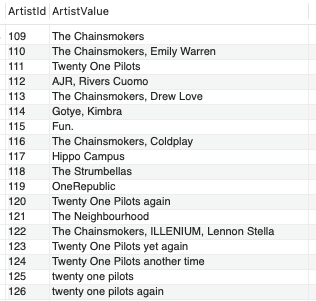 ArtistId ArtistValue
109 The Chainsmokers
110 The Chainsmokers, Emily Warren
111 Twenty One Pilots
112 AJR, Rivers Cuomo
113 The Chainsmokers, Drew Love
114 Gotye, Kimbra
115 Fun.
116 The Chainsmokers, Coldplay
117 Hippo Campus
118 The Strumbellas
119 OneRepublic
120 Twenty One Pilots again
121 The Neighbourhood
122 The Chainsmokers, ILLENIUM, Lennon Stella
123 Twenty One Pilots yet again
124 Twenty One Pilots another time
125 twenty one pilots
126 twenty one pilots again